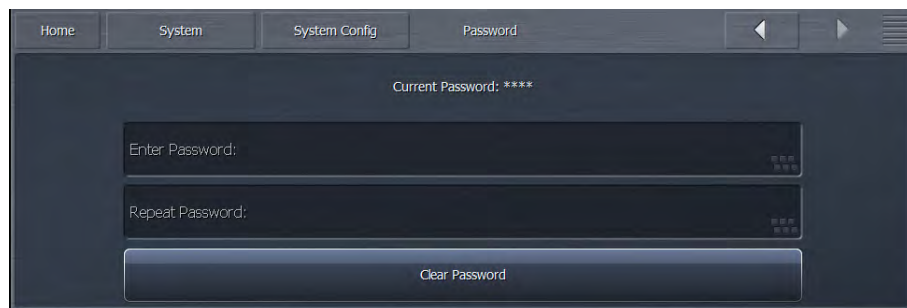 Home System System Config Password
Current Password: ****
Enter Password:
Repeat Password:
Clear Password